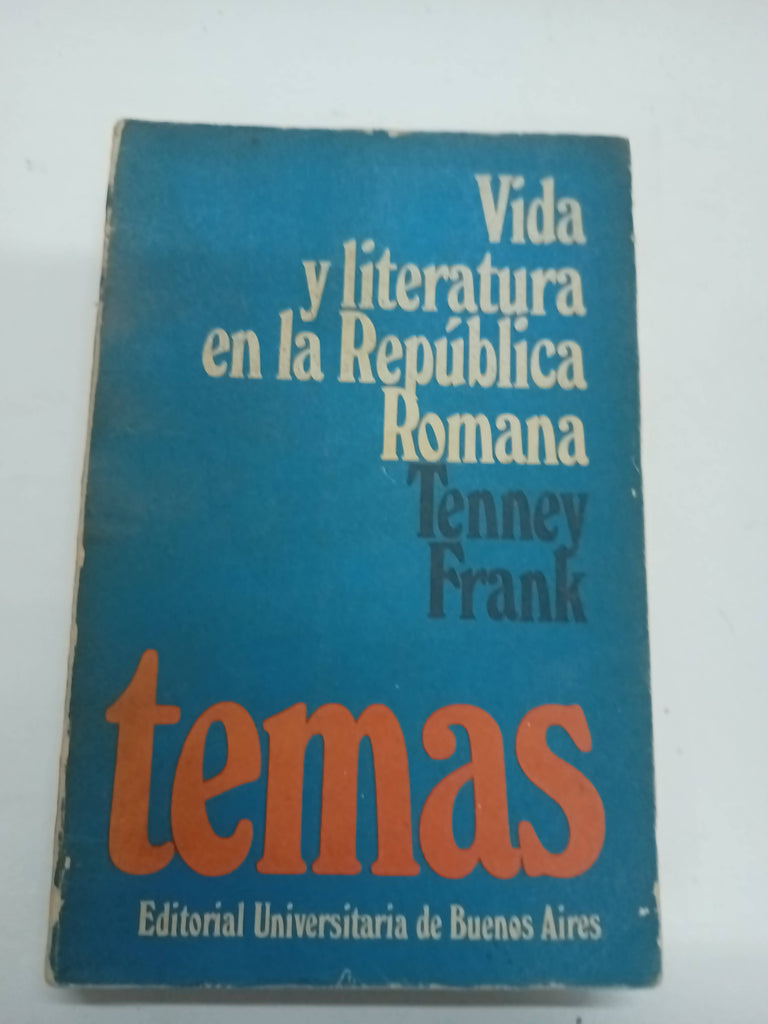 Vida
y literatura
en la República
Romana
Tenney
Frank
temas
Editorial Universitaria de Buenos Aires